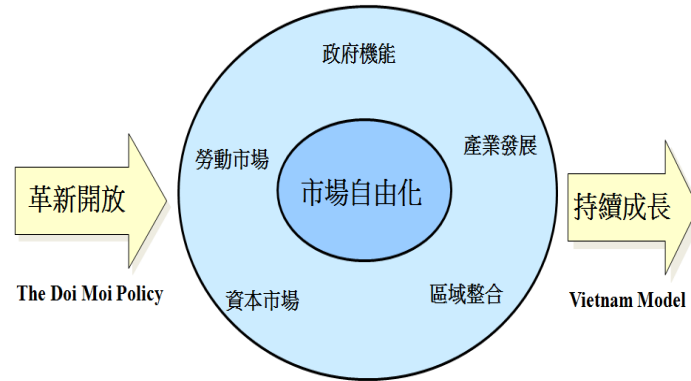 政府機能
勞動市場
產業發展
市場自由化
革新開放
持續成長
The Doi Moi Policy
資本市場
區域整合
Vietnam Model